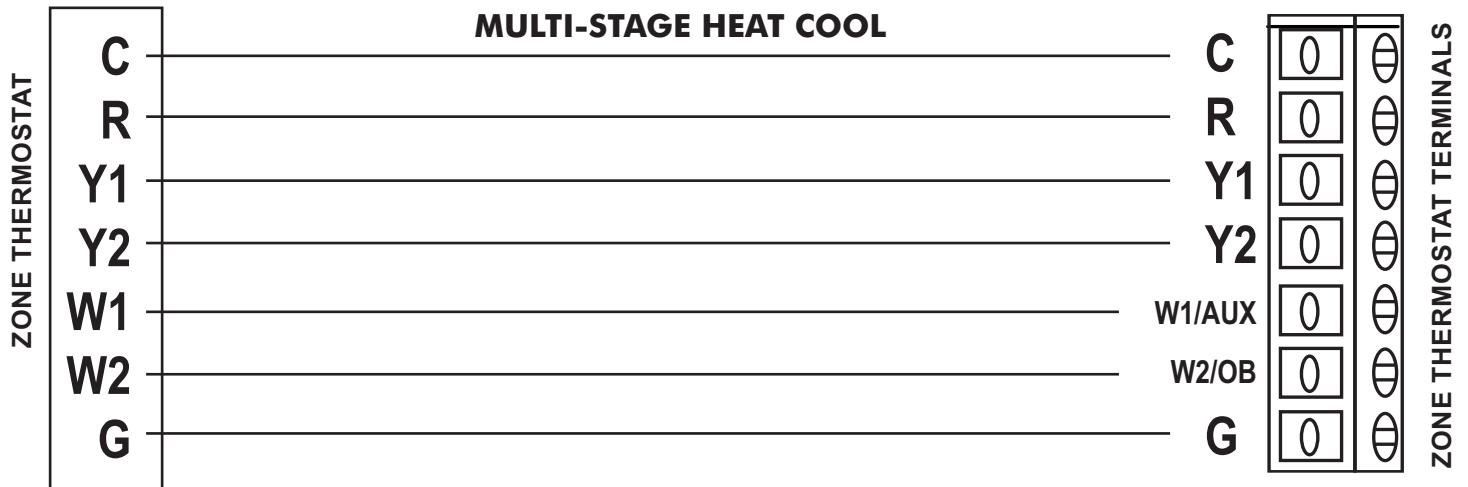 MULTI-STAGE HEAT COOL
ZONE THERMOSTAT
C
R
Y1
Y2
W1
W2
G
C
R
Y1
Y2
W1/AUX
W2/OB
G
ZONE THERMOSTAT TERMINALS